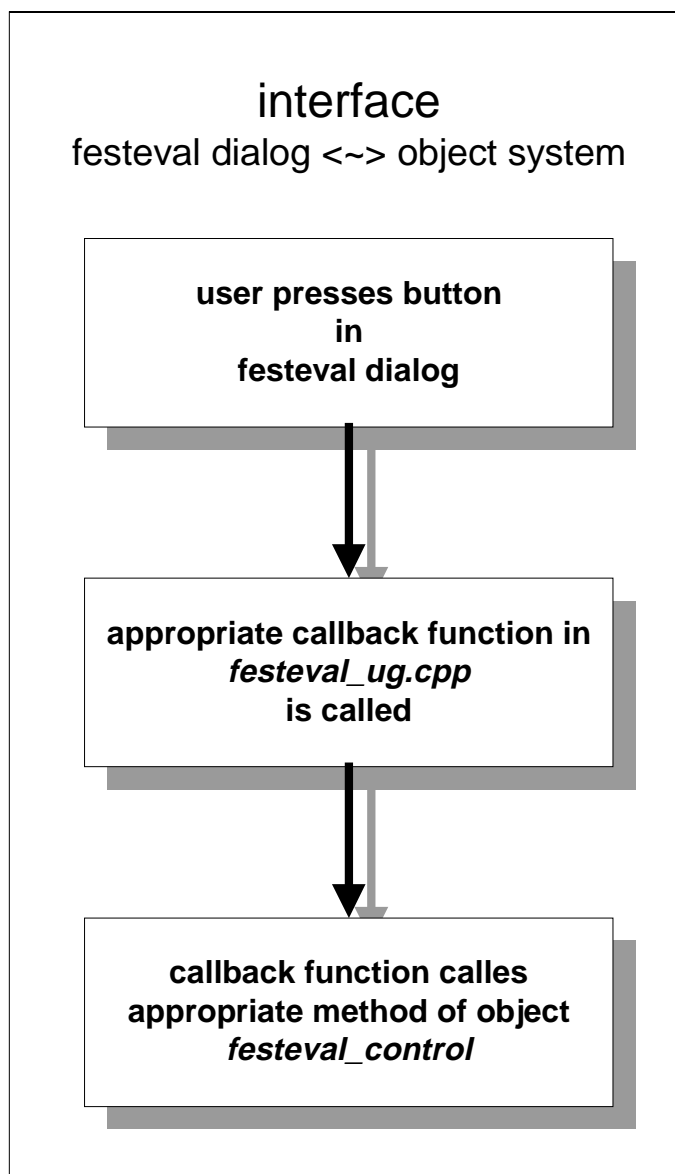 interface
festeval dialog <~> object system
user presses button
in
festeval dialog
appropriate callback function in
festeval_ug.cpp
is called
callback function calles
appropriate method of object
festeval_control